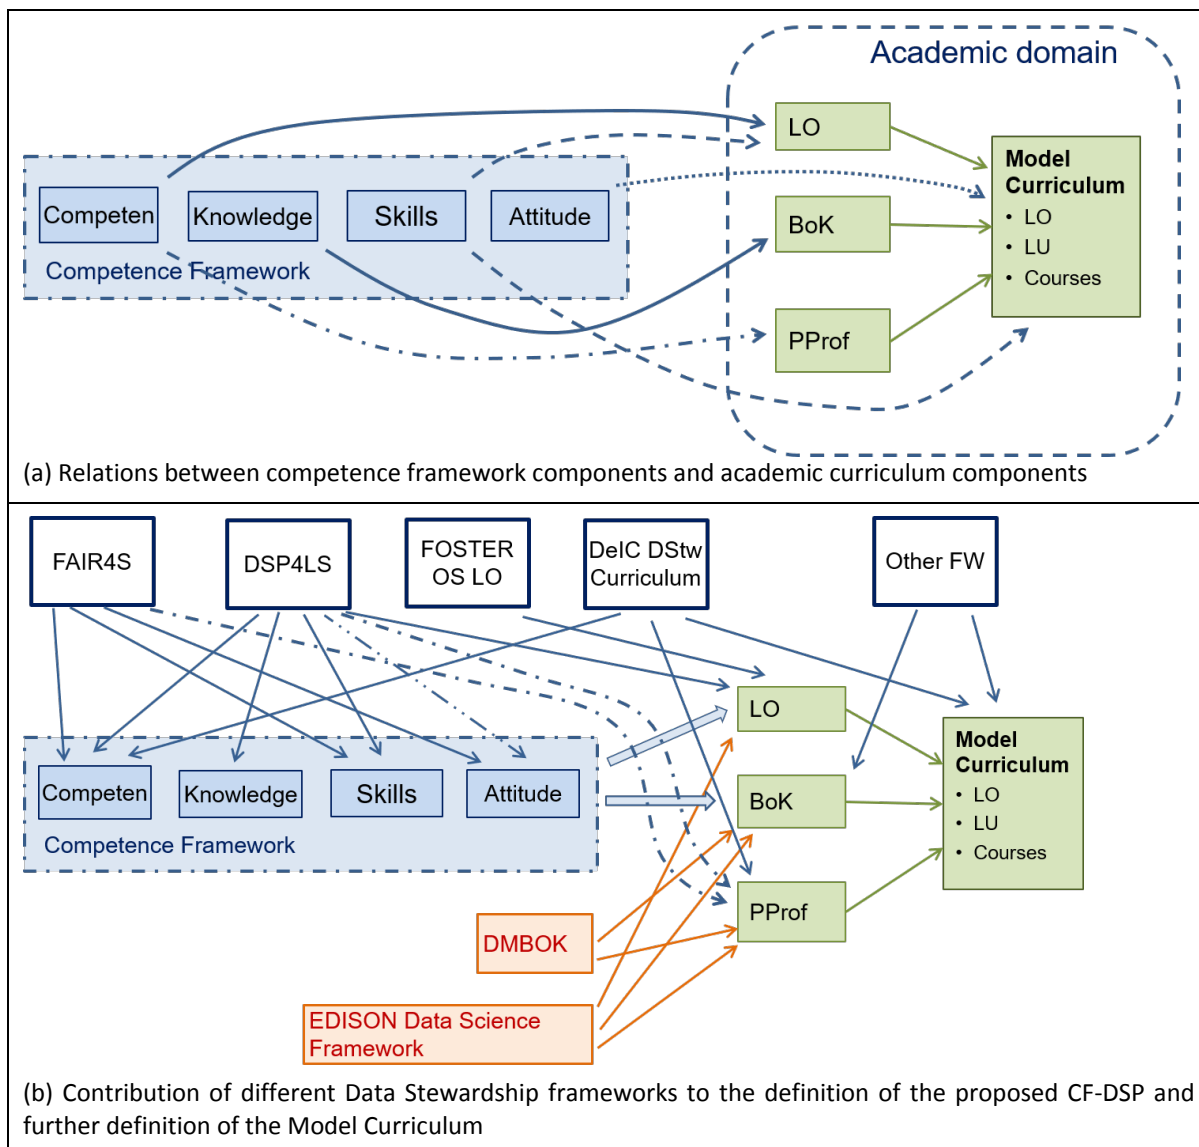 Academic domain
LO
Model
Curriculum
• LO
• LU
• Courses
Competen
Knowledge
Skills
Attitude
BoK
Competence Framework
PProf
(a) Relations between competence framework components and academic curriculum components
FAIR4S
DSP4LS
FOSTER
OS LO
DeIC DStw
Curriculum
Other FW
LO
Model
Curriculum
• LO
• LU
• Courses
Competen
Knowledge
Skills
Attitude
BoK
Competence Framework
PProf
DMBOK
EDISON Data Science
Framework
(b) Contribution of different Data Stewardship frameworks to the definition of the proposed CF-DSP and
further definition of the Model Curriculum